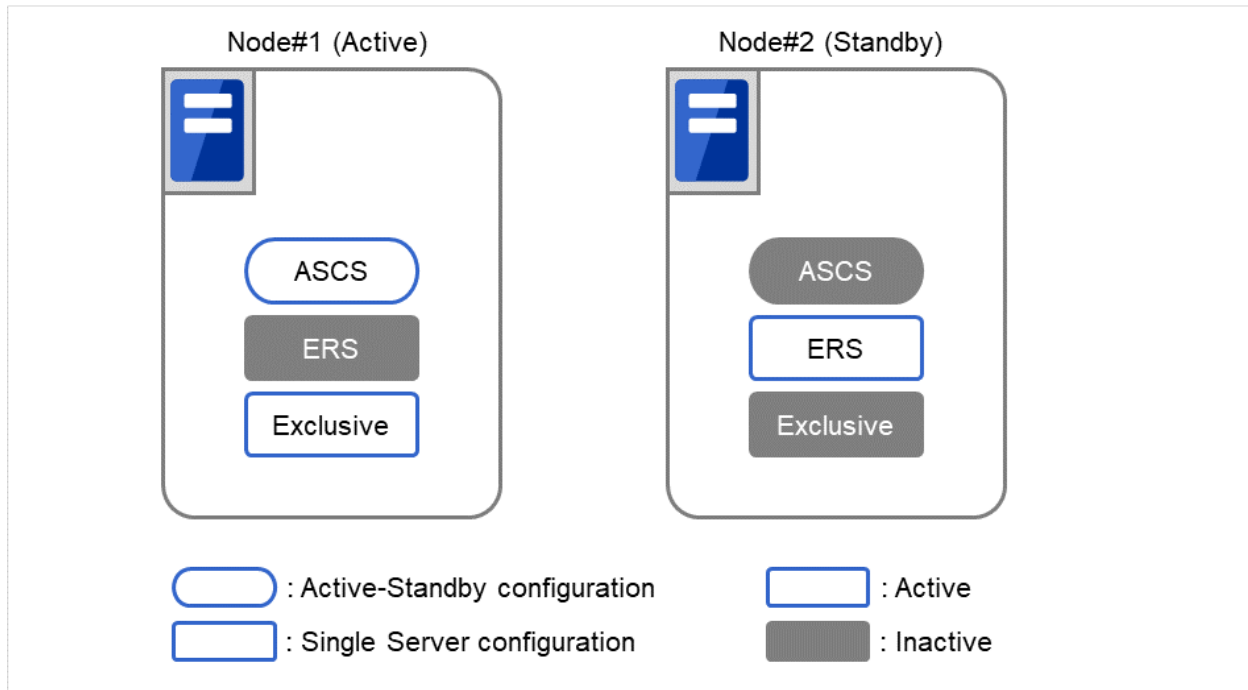 Node#1 (Active)
Node#2 (Standby)
ASCS
ERS
Exclusive
ASCS
ERS
Exclusive
: Active-Standby configuration
: Single Server configuration
: Active
: Inactive